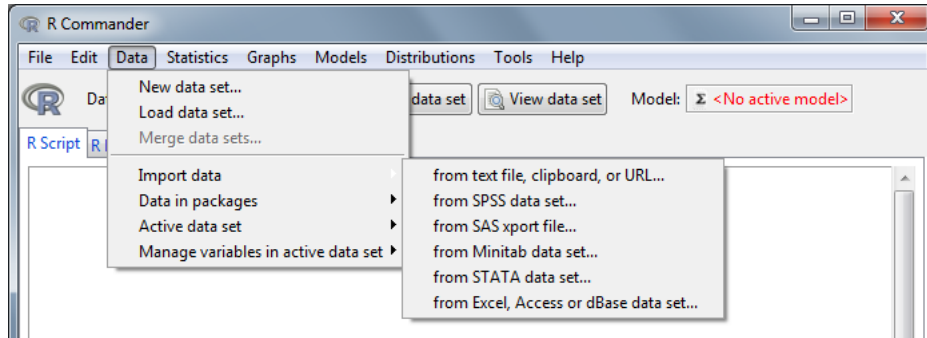 R Commander
File Edit Data Statistics Graphs Models Distributions Tools Help
New data set...
data set View data set Model: Σ <No active model>
Load data set...
Merge data sets...
R Script
Import data
from text file, clipboard, or URL...
Data in packages
from SPSS data set...
Active data set
from SAS xport file...
Manage variables in active data set
from Minitab data set...
from STATA data set...
from Excel, Access or dBase data set...